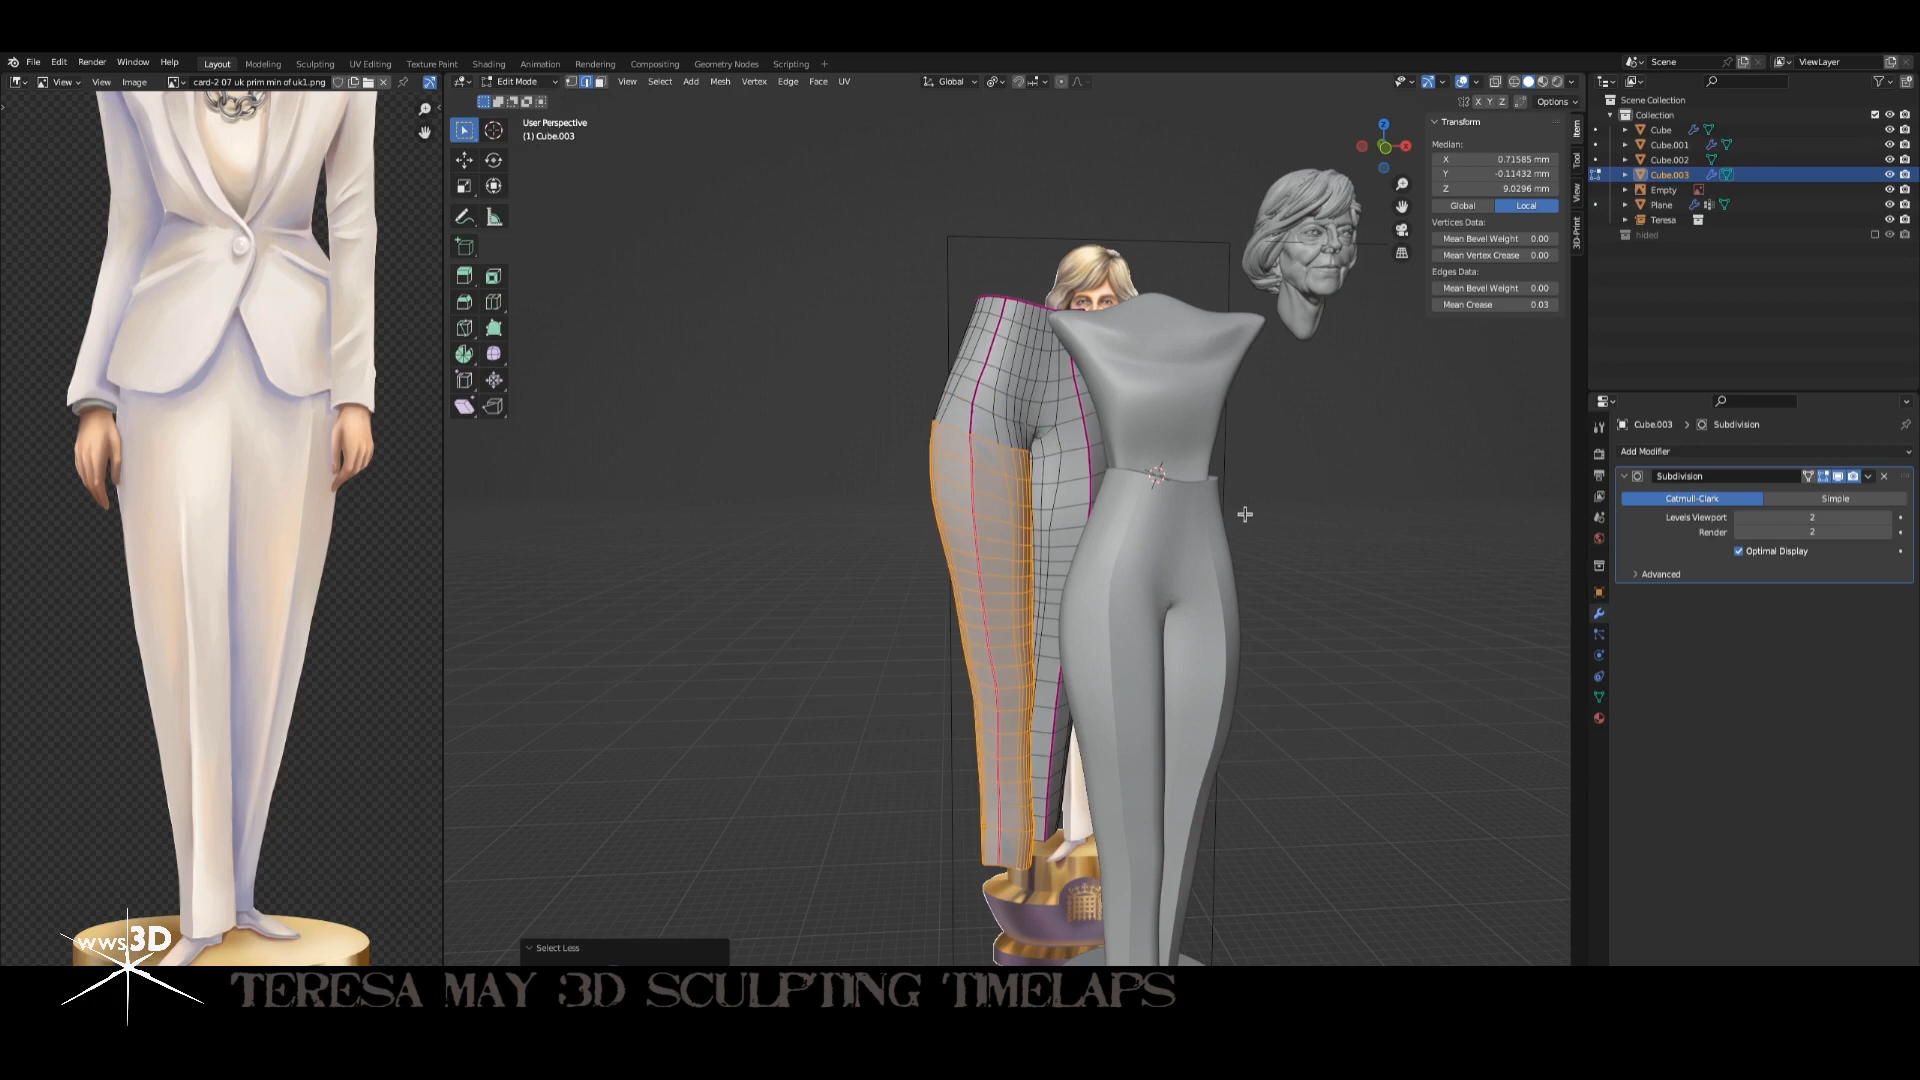 File Edit Render Window Help Layout Modeling Sculpting UV Editing Texture Paint Shading Animation Rendering Compositing Geometry Nodes Scripting + Scene ViewLayer
View View Image card-2 07 uk prim min of uk1.png Edit Mode View Select Add Mesh Vertex Edge Face UV Global
X Y Z Options
User Perspective
(1) Cube.003
Transform
Median:
X 0.71585 mm
Y -0.11432 mm
Z 9.0296 mm
Global Local
Vertices Data:
Mean Bevel Weight 0.00
Mean Vertex Crease 0.00
Edges Data:
Mean Bevel Weight 0.00
Mean Crease 0.03
Item
Tool
View
3D-Print
Z
X
Scene Collection
Collection
Cube
Cube.001
Cube.002
Cube.003
Empty
Plane
Teresa
hided
Cube.003 > Subdivision
Add Modifier
Subdivision
Catmull-Clark Simple
Levels Viewport 2
Render 2
Optimal Display
Advanced
Select Less
wws3D
TERESA MAY 3D SCULPTING TIMELAPS